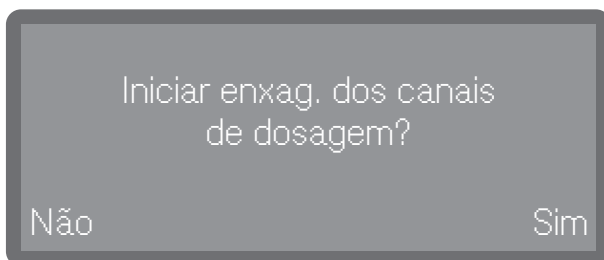 Iniciar enxag. dos canais
de dosagem?
Não Sim